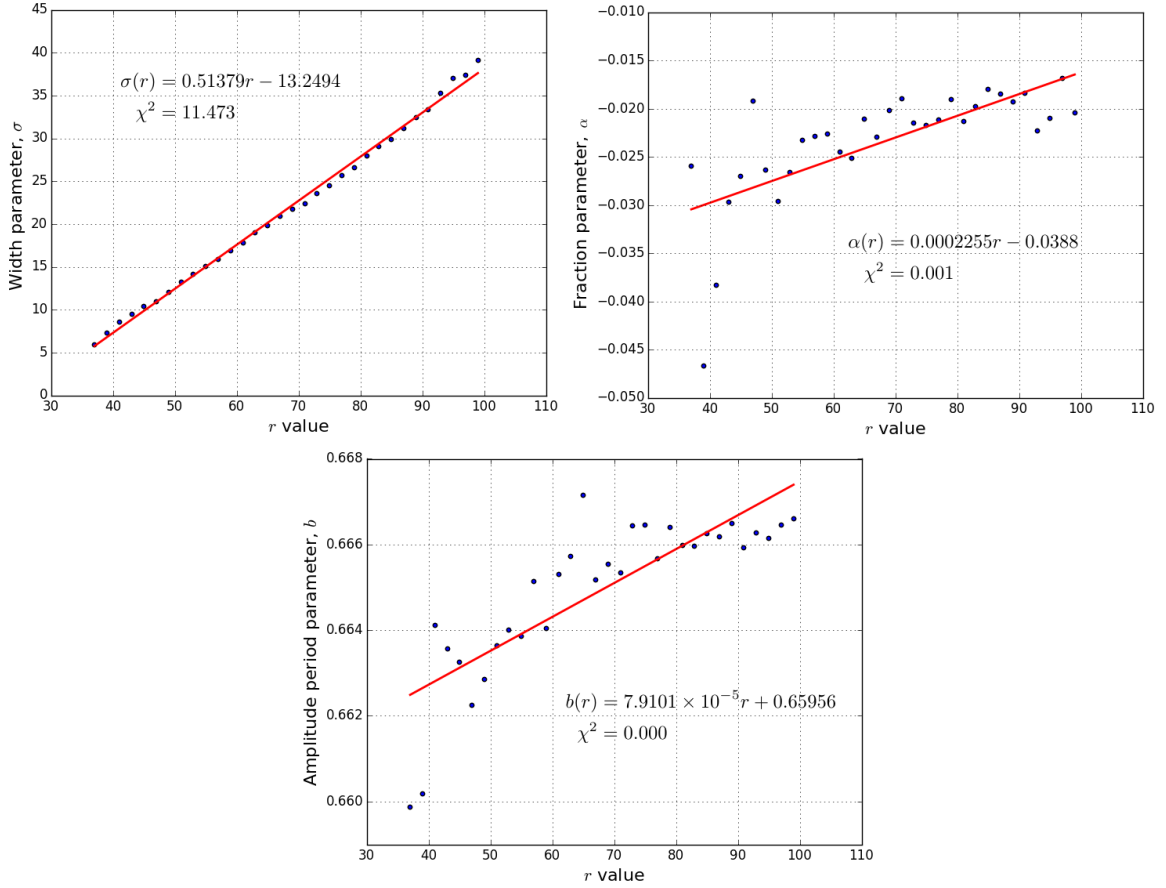 45
40
35
30
25
20
15
10
5
0
Width parameter, σ
σ(r) = 0.51379r − 13.2494
χ² = 11.473
30 40 50 60 70 80 90 100 110
r value
−0.010
−0.015
−0.020
−0.025
−0.030
−0.035
−0.040
−0.045
−0.050
Fraction parameter, α
α(r) = 0.0002255r − 0.0388
χ² = 0.001
30 40 50 60 70 80 90 100 110
r value
0.668
0.666
0.664
0.662
0.660
Amplitude period parameter, b
b(r) = 7.9101 × 10⁻⁵r + 0.65956
χ² = 0.000
30 40 50 60 70 80 90 100 110
r value